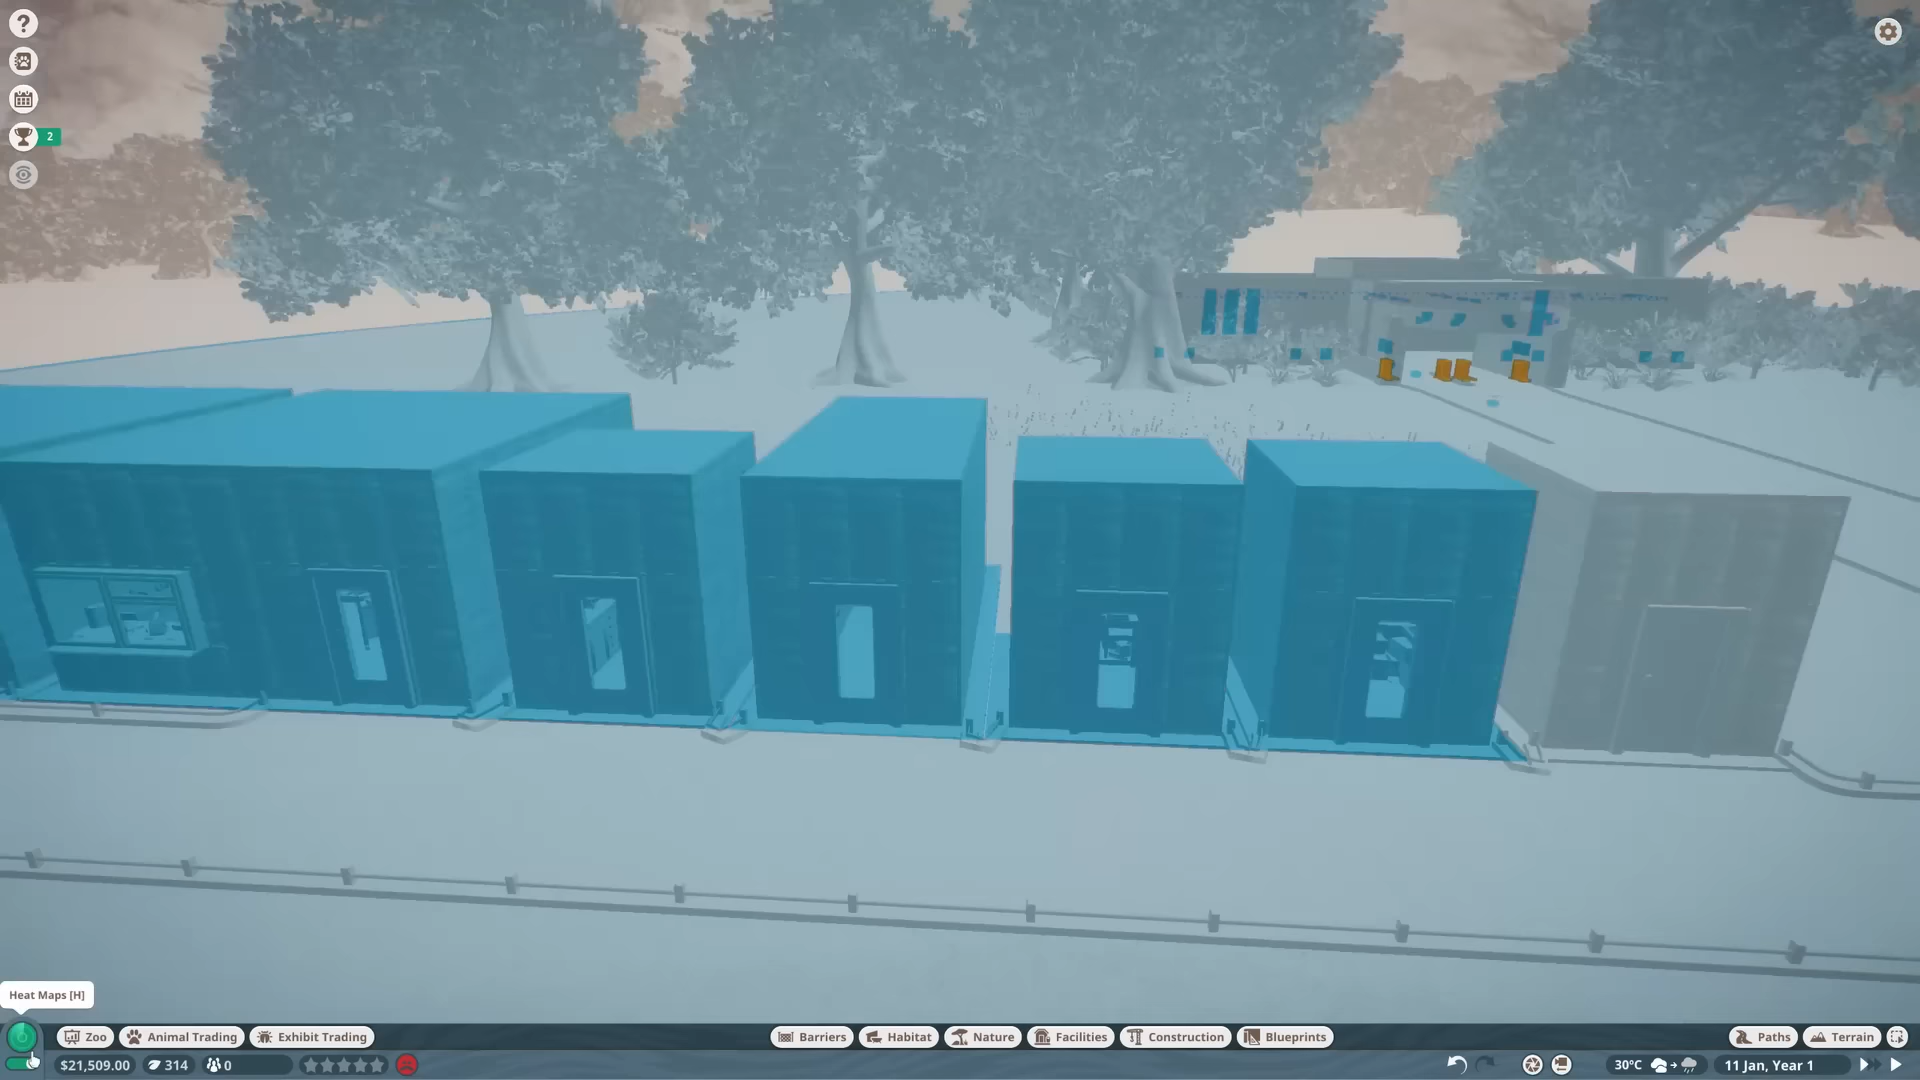 2
Heat Maps [H]
Zoo
Animal Trading
Exhibit Trading
Barriers
Habitat
Nature
Facilities
Construction
Blueprints
Paths
Terrain
$21,509.00
314
0
30°C
11 Jan, Year 1